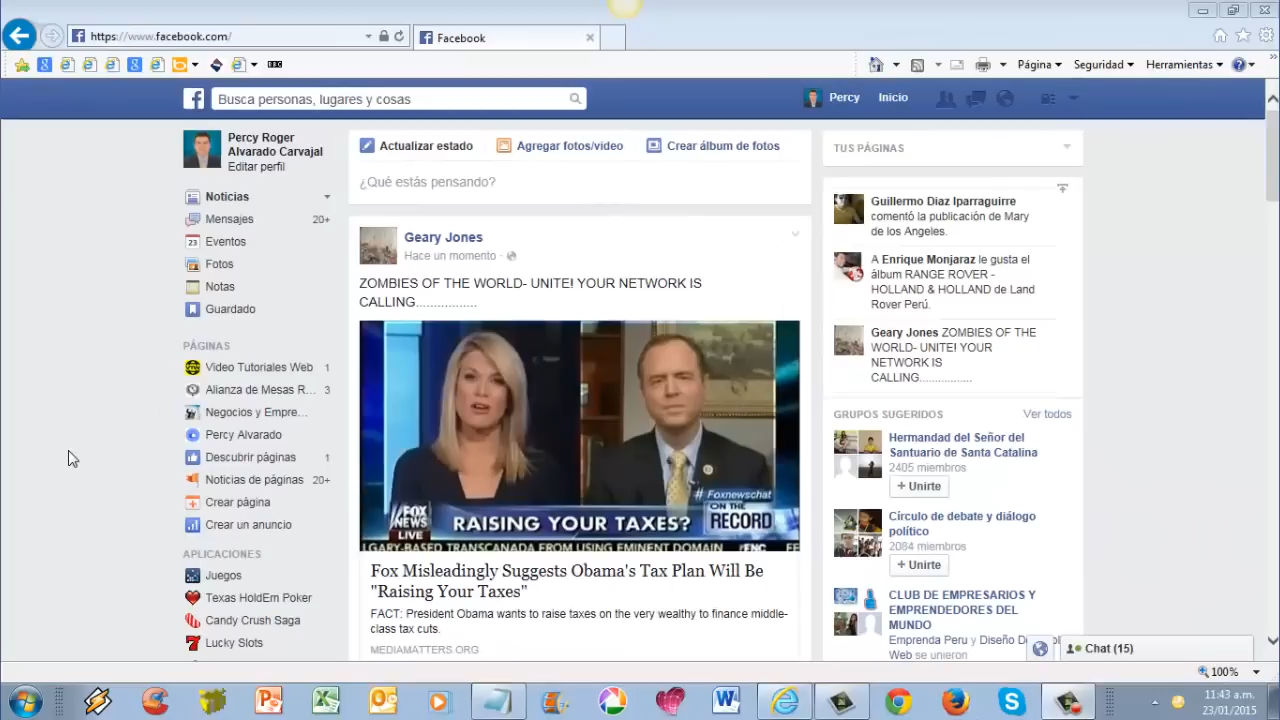 https://www.facebook.com/
Facebook
BBC
Página
Seguridad
Herramientas
Busca personas, lugares y cosas
Percy
Inicio
Percy Roger
Alvarado Carvajal
Editar perfil
Noticias
Mensajes 20+
23 Eventos
Fotos
Notas
Guardado
PÁGINAS
Video Tutoriales Web 1
Alianza de Mesas R... 3
Negocios y Empre...
Percy Alvarado
Descubrir páginas 1
Noticias de páginas 20+
Crear página
Crear un anuncio
APLICACIONES
Juegos
Texas HoldEm Poker
Candy Crush Saga
Lucky Slots
Actualizar estado
Agregar fotos/video
Crear álbum de fotos
¿Qué estás pensando?
Geary Jones
Hace un momento ·
ZOMBIES OF THE WORLD- UNITE! YOUR NETWORK IS
CALLING.................
# Foxnewschat
FOX
NEWS
LIVE
RAISING YOUR TAXES?
ON THE
RECORD
LGARY-BASED TRANSCANADA FROM USING EMINENT DOMAIN
Fox Misleadingly Suggests Obama's Tax Plan Will Be
"Raising Your Taxes"
FACT: President Obama wants to raise taxes on the very wealthy to finance middle-
class tax cuts.
MEDIAMATTERS.ORG
TUS PÁGINAS
Guillermo Diaz Iparraguirre
comentó la publicación de Mary
de los Angeles.
A Enrique Monjaraz le gusta el
álbum RANGE ROVER -
HOLLAND & HOLLAND de Land
Rover Perú.
Geary Jones ZOMBIES OF THE
WORLD- UNITE! YOUR
NETWORK IS
CALLING.................
GRUPOS SUGERIDOS Ver todos
Hermandad del Señor del
Santuario de Santa Catalina
2405 miembros
+ Unirte
Círculo de debate y diálogo
político
2084 miembros
+ Unirte
CLUB DE EMPRESARIOS Y
EMPRENDEDORES DEL
MUNDO
Emprenda Peru y Diseño D
Web se unieron
Chat (15)
100%
11:43 a.m.
23/01/2015